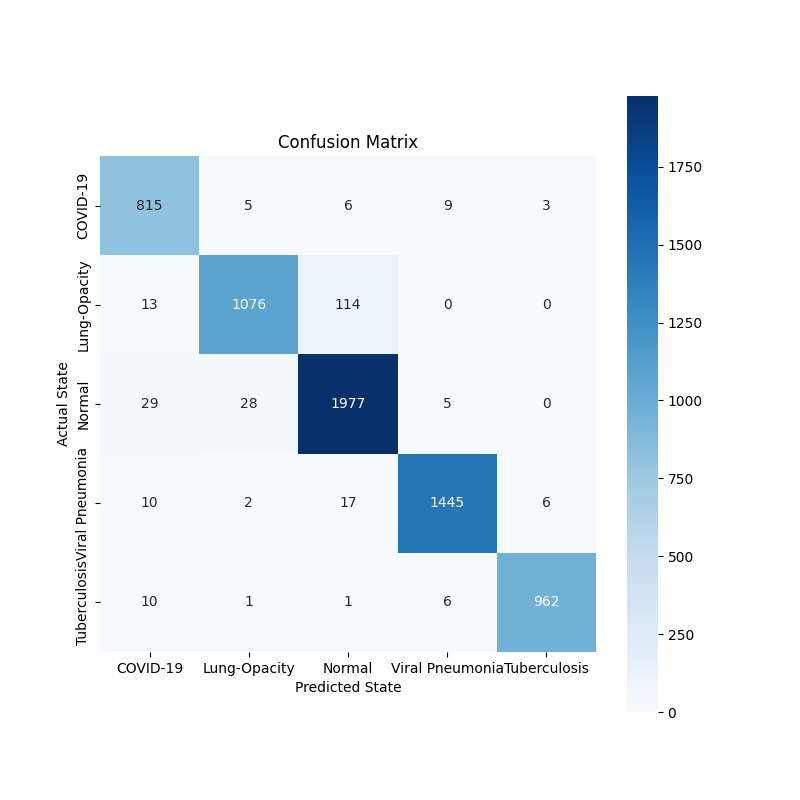 Confusion Matrix
COVID-19
815 5 6 9 3
Lung-Opacity
13 1076 114 0 0
Actual State
Normal
29 28 1977 5 0
Viral Pneumonia
10 2 17 1445 6
Tuberculosis
10 1 1 6 962
COVID-19 Lung-Opacity Normal Viral Pneumonia Tuberculosis
Predicted State
1750
1500
1250
1000
750
500
250
0